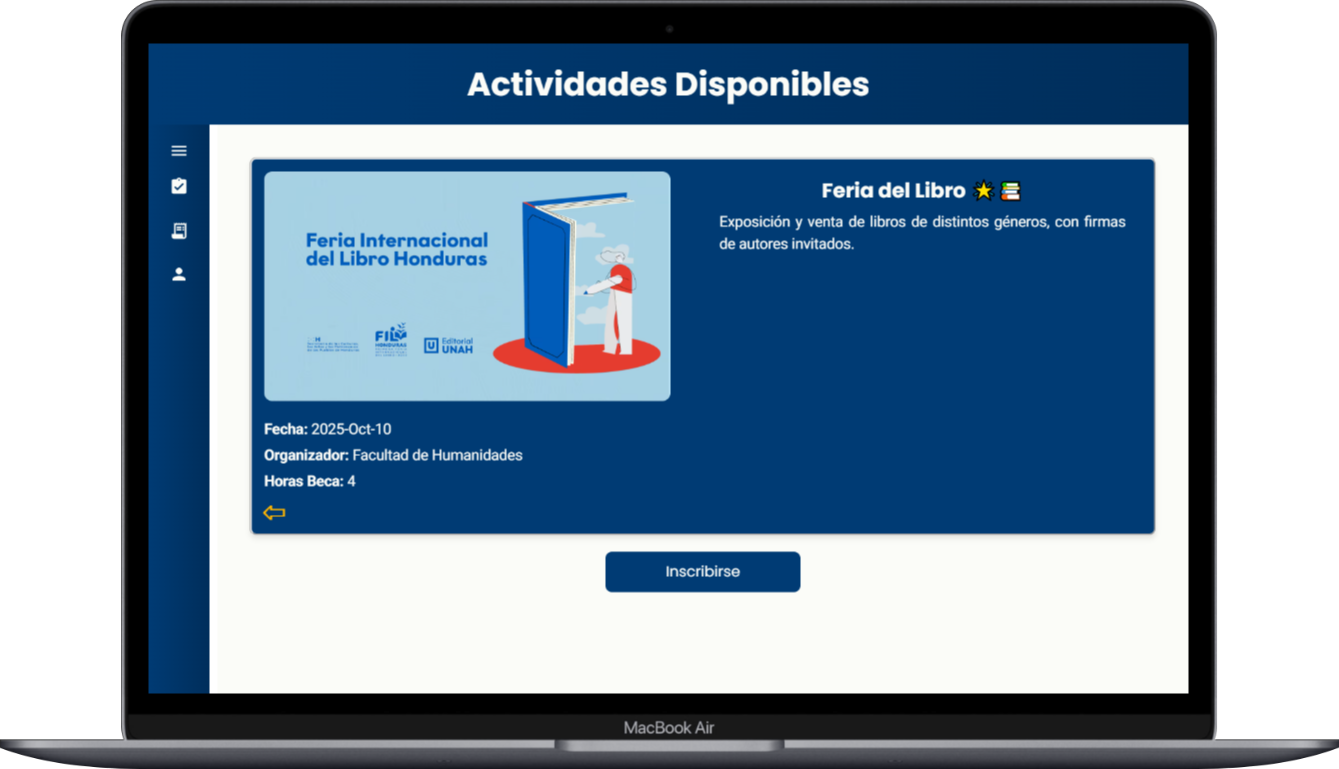 Actividades Disponibles
Feria Internacional
del Libro Honduras
FIL
HONDURAS
Editorial
UNAH
Feria del Libro
Exposición y venta de libros de distintos géneros, con firmas
de autores invitados.
Fecha: 2025-Oct-10
Organizador: Facultad de Humanidades
Horas Beca: 4
Inscribirse
MacBook Air